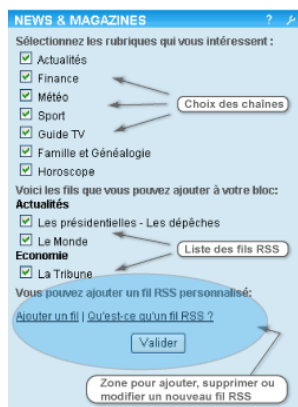 NEWS & MAGAZINES ?
Sélectionnez les rubriques qui vous intéressent :
Actualités
Finance
Météo
Choix des chaînes
Sport
Guide TV
Famille et Généalogie
Horoscope
Voici les fils que vous pouvez ajouter à votre bloc:
Actualités
Les présidentielles - Les dépêches
Le Monde
Liste des fils RSS
Economie
La Tribune
Vous pouvez ajouter un fil RSS personnalisé:
Ajouter un fil | Qu'est-ce qu'un fil RSS ?
Valider
Zone pour ajouter, supprimer ou
modifier un nouveau fil RSS